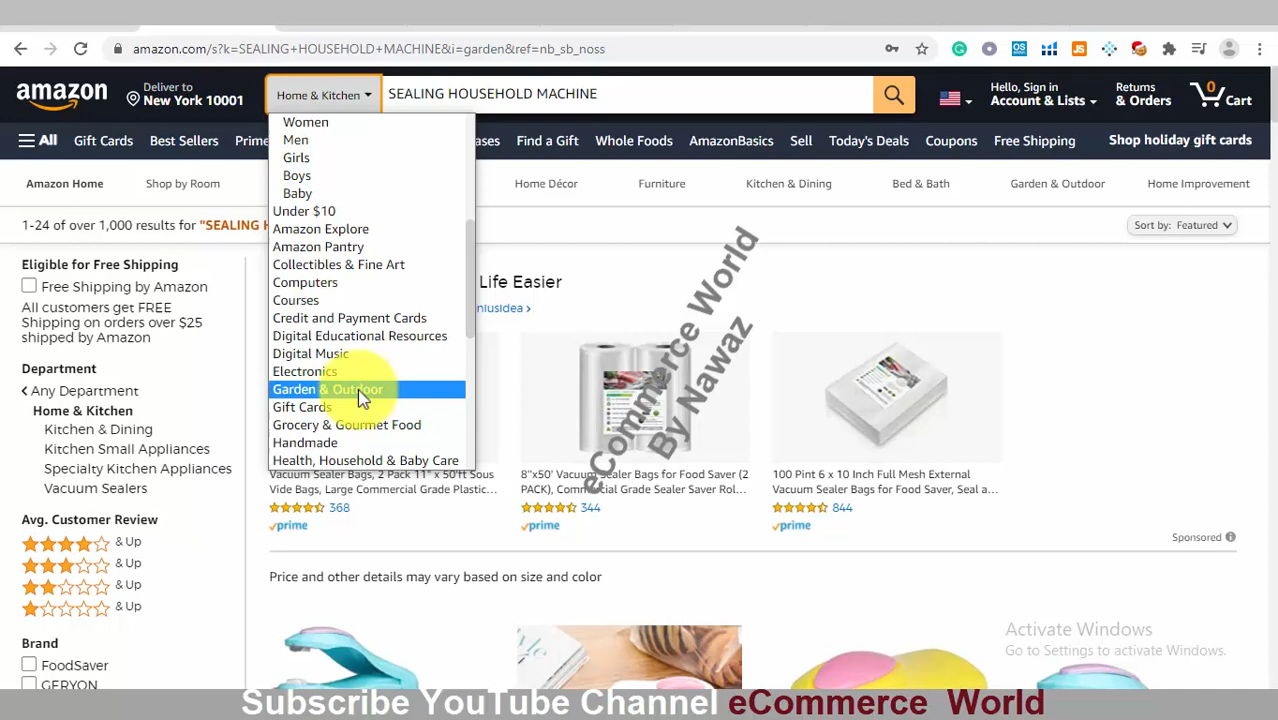 amazon.com/s?k=SEALING+HOUSEHOLD+MACHINE&i=garden&ref=nb_sb_noss
amazon
Deliver to
New York 10001
Home & Kitchen
SEALING HOUSEHOLD MACHINE
Hello, Sign in
Account & Lists
Returns
& Orders
0
Cart
All
Gift Cards
Best Sellers
Prime
ases
Find a Gift
Whole Foods
AmazonBasics
Sell
Today's Deals
Coupons
Shop holiday gift cards
Amazon Home
Shop by Room
Home Décor
Furniture
Kitchen & Dining
Bed & Bath
Garden & Outdoor
Home Improvement
1-24 of over 1,000 results for "SEALING H
Sort by: Featured
Women
Men
Girls
Boys
Baby
Under $10
Amazon Explore
Amazon Pantry
Collectibles & Fine Art
Computers
Courses
Credit and Payment Cards
Digital Educational Resources
Digital Music
Electronics
Garden & Outdoor
Gift Cards
Grocery & Gourmet Food
Handmade
Health, Household & Baby Care
Eligible for Free Shipping
Free Shipping by Amazon
All customers get FREE
Shipping on orders over $25
shipped by Amazon
Department
Any Department
Home & Kitchen
Kitchen & Dining
Kitchen Small Appliances
Specialty Kitchen Appliances
Vacuum Sealers
Avg. Customer Review
& Up
& Up
& Up
& Up
Brand
FoodSaver
GERYON
Life Easier
niusidea
Vacuum Sealer Bags, 2 Pack 11" x 50'ft Sous
Vide Bags, Large Commercial Grade Plastic...
368
prime
8"x50' Vacuum Sealer Bags for Food Saver (2
PACK), Commercial Grade Sealer Saver Rol...
344
prime
100 Pint 6 x 10 Inch Full Mesh External
Vacuum Sealer Bags for Food Saver, Seal a...
844
prime
Sponsored
Price and other details may vary based on size and color
eCommerce World
By Nawaz
Activate Windows
Go to Settings to activate Windows.
Subscribe YouTube Channel eCommerce World